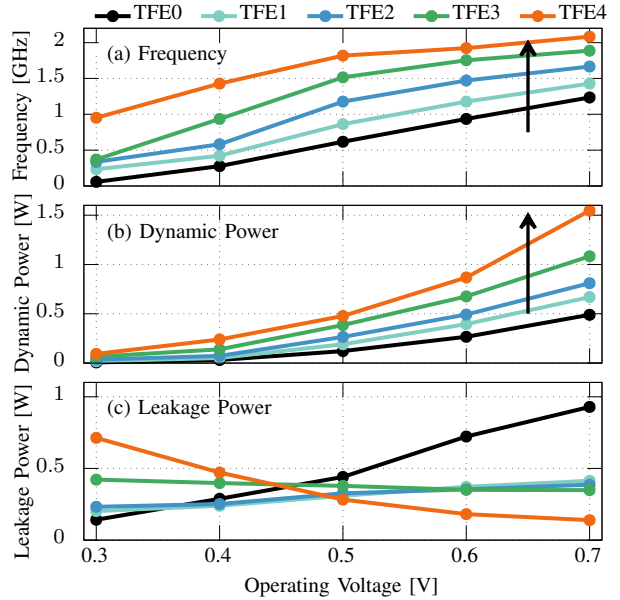 TFE0 TFE1 TFE2 TFE3 TFE4
Frequency [GHz]
2
1.5
1
0.5
0
(a) Frequency
Dynamic Power [W]
1.5
1
0.5
0
(b) Dynamic Power
Leakage Power [W]
1
0.5
0
(c) Leakage Power
0.3 0.4 0.5 0.6 0.7
Operating Voltage [V]